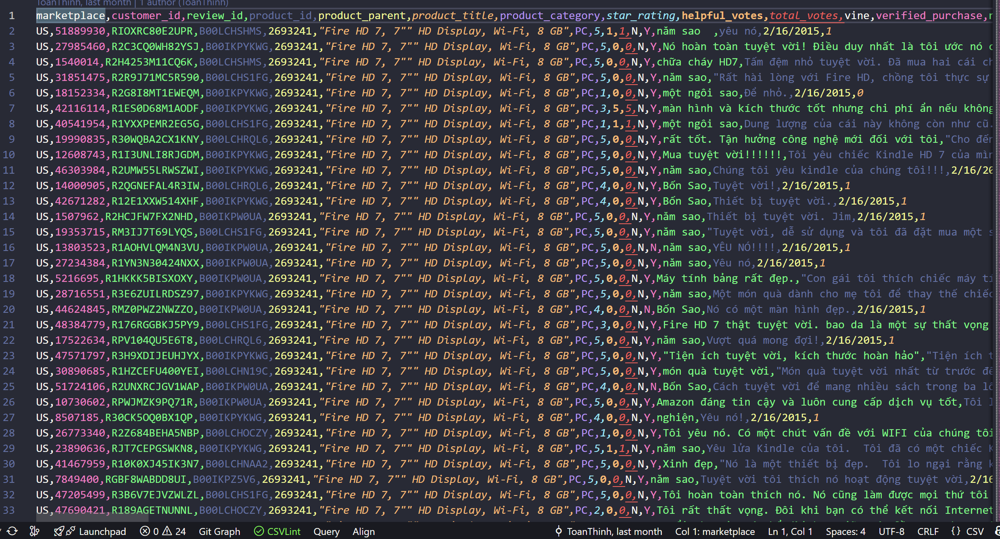 ToanThinh, last month | 1 author (ToanThinh)
1 marketplace,customer_id,review_id,product_id,product_parent,product_title,product_category,star_rating,helpful_votes,total_votes,vine,verified_purchase,
2 US,51889930,RIOXRC80E2UPR,B00LCHSHMS,2693241,"Fire HD 7, 7"" HD Display, Wi-Fi, 8 GB",PC,5,1,1,N,Y,năm sao  ,yêu nó,2/16/2015,1
3 US,27985460,R2C3CQ0WH82YSJ,B00IKPYKWG,2693241,"Fire HD 7, 7"" HD Display, Wi-Fi, 8 GB",PC,5,0,0,N,Y,Nó hoàn toàn tuyệt vời! Điều duy nhất là tôi ước nó
4 US,1540014,R2H4253M11CQ6K,B00LCHSHMS,2693241,"Fire HD 7, 7"" HD Display, Wi-Fi, 8 GB",PC,5,0,0,N,Y,chữa cháy HD7,Tấm đệm nhỏ tuyệt vời. Đã mua hai cái
5 US,31851475,R2R9J71MC5R590,B00LCHS1FG,2693241,"Fire HD 7, 7"" HD Display, Wi-Fi, 8 GB",PC,5,0,0,N,Y,năm sao,"Rất hài lòng với Fire HD, chồng tôi thực sự
6 US,18152334,R2G8I8MT1EWEQM,B00IKPYKWG,2693241,"Fire HD 7, 7"" HD Display, Wi-Fi, 8 GB",PC,1,0,0,N,Y,một ngôi sao,Để nhỏ.,2/16/2015,0
7 US,42116114,R1ES0D68M1AODF,B00IKPYKWG,2693241,"Fire HD 7, 7"" HD Display, Wi-Fi, 8 GB",PC,3,5,5,N,Y,màn hình và kích thước tốt nhưng chi phí ẩn nếu không
8 US,40541954,R1YXXPEMR2EG5G,B00LCHS1FG,2693241,"Fire HD 7, 7"" HD Display, Wi-Fi, 8 GB",PC,1,1,1,N,Y,một ngôi sao,Dung lượng của cái này không còn như cũ.
9 US,19990835,R30WQBA2CX1KNY,B00LCHRQL6,2693241,"Fire HD 7, 7"" HD Display, Wi-Fi, 8 GB",PC,5,0,0,N,Y,rất tốt. Tận hưởng công nghệ mới đối với tôi,"Cho đến
10 US,12608743,R1I3UNLI8RJGDM,B00IKPYKWG,2693241,"Fire HD 7, 7"" HD Display, Wi-Fi, 8 GB",PC,5,0,0,N,Y,Mua tuyệt vời!!!!!!,Tôi yêu chiếc Kindle HD 7 của mìn
11 US,46303984,R2UMW55LRWSZWI,B00IKPYKWG,2693241,"Fire HD 7, 7"" HD Display, Wi-Fi, 8 GB",PC,5,0,0,N,Y,năm sao,Chúng tôi yêu kindle của chúng tôi!!!,2/16/20
12 US,14000905,R2QGNEFAL4R3IW,B00LCHRQL6,2693241,"Fire HD 7, 7"" HD Display, Wi-Fi, 8 GB",PC,4,0,0,N,Y,Bốn Sao,Tuyệt vời!,2/16/2015,1
13 US,42671282,R12E1XXW514XHF,B00IKPYKWG,2693241,"Fire HD 7, 7"" HD Display, Wi-Fi, 8 GB",PC,4,0,0,N,Y,Bốn Sao,Thiết bị tuyệt vời.,2/16/2015,1
14 US,1507962,R2HCJFW7FX2NHD,B00IKPW0UA,2693241,"Fire HD 7, 7"" HD Display, Wi-Fi, 8 GB",PC,5,0,0,N,Y,năm sao,Thiết bị tuyệt vời. Jim,2/16/2015,1
15 US,19353715,RM3IJ7T69LYQS,B00LCHS1FG,2693241,"Fire HD 7, 7"" HD Display, Wi-Fi, 8 GB",PC,5,0,0,N,Y,năm sao,"Tuyệt vời, dễ sử dụng và tôi đã đặt mua một
16 US,13803523,R1AOHVLQM4N3VU,B00IKPW0UA,2693241,"Fire HD 7, 7"" HD Display, Wi-Fi, 8 GB",PC,5,0,0,N,N,năm sao,YÊU NÓ!!!!,2/16/2015,1
17 US,27234384,R1YN3N30424NXX,B00IKPW0UA,2693241,"Fire HD 7, 7"" HD Display, Wi-Fi, 8 GB",PC,5,0,0,N,Y,năm sao,Yêu nó,2/16/2015,1
18 US,5216695,R1HKKK5BISXOXY,B00IKPW0UA,2693241,"Fire HD 7, 7"" HD Display, Wi-Fi, 8 GB",PC,5,0,0,N,Y,Máy tính bảng rất đẹp.,"Con gái tôi thích chiếc máy
19 US,28716551,R3E6ZUILRDSZ97,B00IKPYKWG,2693241,"Fire HD 7, 7"" HD Display, Wi-Fi, 8 GB",PC,5,0,0,N,Y,năm sao,Một món quà dành cho mẹ tôi để thay thế chiếc
20 US,44624845,RMZ0PWZ2NWZZO,B00IKPW0UA,2693241,"Fire HD 7, 7"" HD Display, Wi-Fi, 8 GB",PC,4,0,0,N,N,Bốn Sao,Nó có một màn hình đẹp.,2/16/2015,1
21 US,48384779,R176RGGBKJ5PY9,B00LCHS1FG,2693241,"Fire HD 7, 7"" HD Display, Wi-Fi, 8 GB",PC,3,0,0,N,Y,Fire HD 7 thật tuyệt vời. bao da là một sự thất vọng
22 US,17522634,RPV104QU5E6T8,B00LCHRQL6,2693241,"Fire HD 7, 7"" HD Display, Wi-Fi, 8 GB",PC,5,0,0,N,Y,năm sao,Vượt quá mong đợi!,2/16/2015,1
23 US,47571797,R3H9XDIJEUHJYX,B00IKPYKWG,2693241,"Fire HD 7, 7"" HD Display, Wi-Fi, 8 GB",PC,5,0,0,N,Y,"Tiện ích tuyệt vời, kích thước hoàn hảo","Tiện ích
24 US,30890685,R1HZCEFU400YEI,B00LCHN19C,2693241,"Fire HD 7, 7"" HD Display, Wi-Fi, 8 GB",PC,5,0,0,N,Y,món quà tuyệt vời,"Món quà tuyệt vời nhất từ trước
25 US,51724106,R2UNXRCJGV1WAP,B00IKPW0UA,2693241,"Fire HD 7, 7"" HD Display, Wi-Fi, 8 GB",PC,4,0,0,N,N,Bốn Sao,Cách tuyệt vời để mang nhiều sách trong ba lô
26 US,10730602,RPWJMZK9PQ71R,B00IKPW0UA,2693241,"Fire HD 7, 7"" HD Display, Wi-Fi, 8 GB",PC,5,0,0,N,Y,Amazon đáng tin cậy và luôn cung cấp dịch vụ tốt,Tôi
27 US,8507185,R30CK5OQ0BX1QP,B00IKPYKWG,2693241,"Fire HD 7, 7"" HD Display, Wi-Fi, 8 GB",PC,4,0,0,N,Y,nghiện,Yêu nó!,2/16/2015,1
28 US,26773340,R2Z684BEHA5NBP,B00LCHOCZY,2693241,"Fire HD 7, 7"" HD Display, Wi-Fi, 8 GB",PC,1,0,0,N,Y,Tôi yêu nó. Có một chút vấn đề với WIFI của chúng tôi
29 US,23890636,RJT7CEPGSWKN8,B00IKPYKWG,2693241,"Fire HD 7, 7"" HD Display, Wi-Fi, 8 GB",PC,5,1,1,N,Y,năm sao,Yêu lửa Kindle của tôi.  Tôi đã có một chiếc
30 US,41467959,R10K0XJ45IK3N7,B00LCHNAA2,2693241,"Fire HD 7, 7"" HD Display, Wi-Fi, 8 GB",PC,5,0,0,N,Y,Xinh đẹp,"Nó là một thiết bị đẹp.  Tôi lo ngại rằng
31 US,7849400,RGBF8WABDD8UI,B00IKPZ5V6,2693241,"Fire HD 7, 7"" HD Display, Wi-Fi, 8 GB",PC,5,0,0,N,Y,năm sao,Tuyệt vời tôi thích nó hoạt động tuyệt vời,2/16
32 US,47205499,R3B6V7EJVZWLZL,B00LCHS1FG,2693241,"Fire HD 7, 7"" HD Display, Wi-Fi, 8 GB",PC,5,0,0,N,Y,Tôi hoàn toàn thích nó. Nó cũng làm được mọi thứ tôi
33 US,47690421,R189AGETNUNNL,B00LCHOCZY,2693241,"Fire HD 7, 7"" HD Display, Wi-Fi, 8 GB",PC,2,0,0,N,Y,Tôi rất thất vọng. Đôi khi bạn có thể kết nối Internet
Launchpad 0 24 Git Graph CSVLint Query Align ToanThinh, last month Col 1: marketplace Ln 1, Col 1 Spaces: 4 UTF-8 CRLF {} CSV